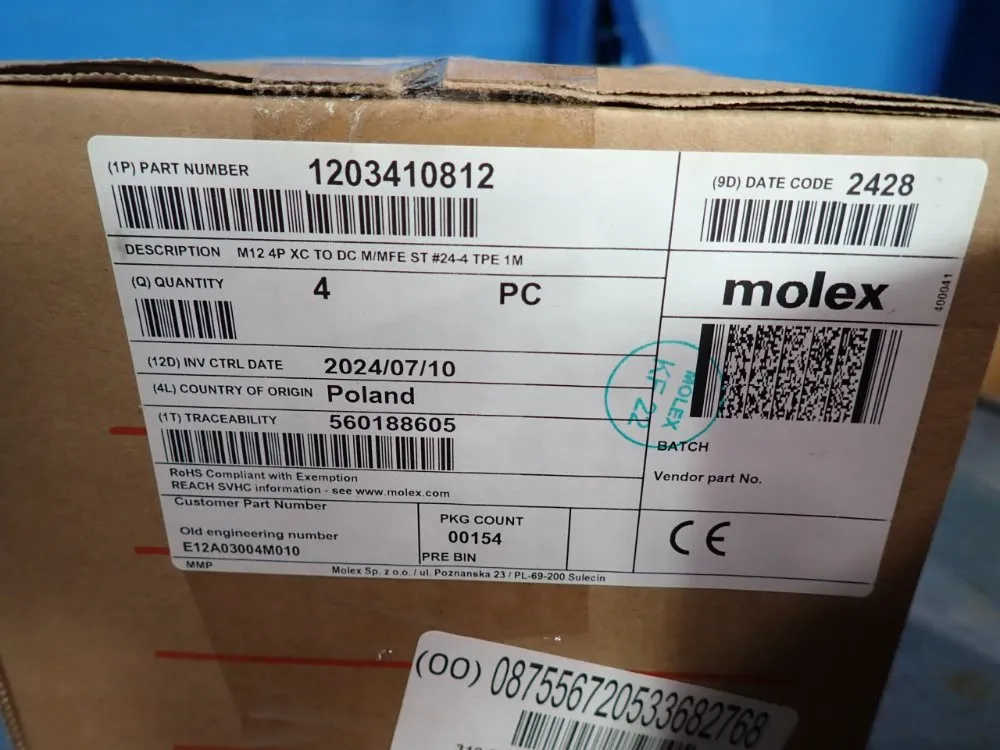 (1P) PART NUMBER 1203410812
(9D) DATE CODE 2428
DESCRIPTION M12 4P XC TO DC M/MFE ST #24-4 TPE 1M
(Q) QUANTITY 4 PC
molex
400041
(12D) INV CTRL DATE 2024/07/10
(4L) COUNTRY OF ORIGIN Poland
(1T) TRACEABILITY 560188605
MOLEX
KF 22
BATCH
Vendor part No.
RoHS Compliant with Exemption
REACH SVHC information - see www.molex.com
Customer Part Number
Old engineering number
E12A03004M010
PKG COUNT
00154
PRE BIN
CE
MMP
Molex Sp. z o.o. / ul. Poznanska 23 / PL-69-200 Sulecin
(00) 087556720533682768